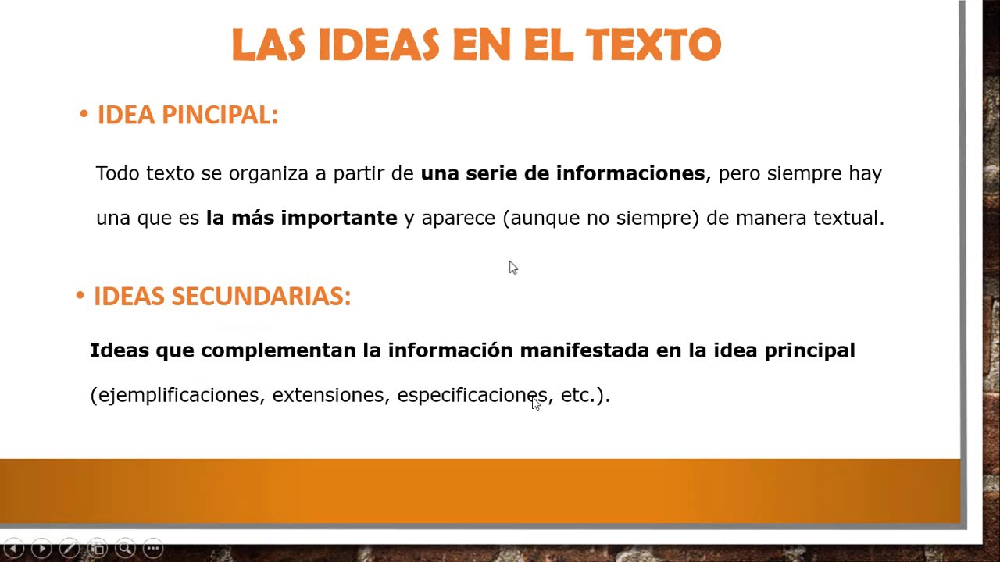 LAS IDEAS EN EL TEXTO
• IDEA PINCIPAL:
Todo texto se organiza a partir de una serie de informaciones, pero siempre hay
una que es la más importante y aparece (aunque no siempre) de manera textual.
• IDEAS SECUNDARIAS:
Ideas que complementan la información manifestada en la idea principal
(ejemplificaciones, extensiones, especificaciones, etc.).